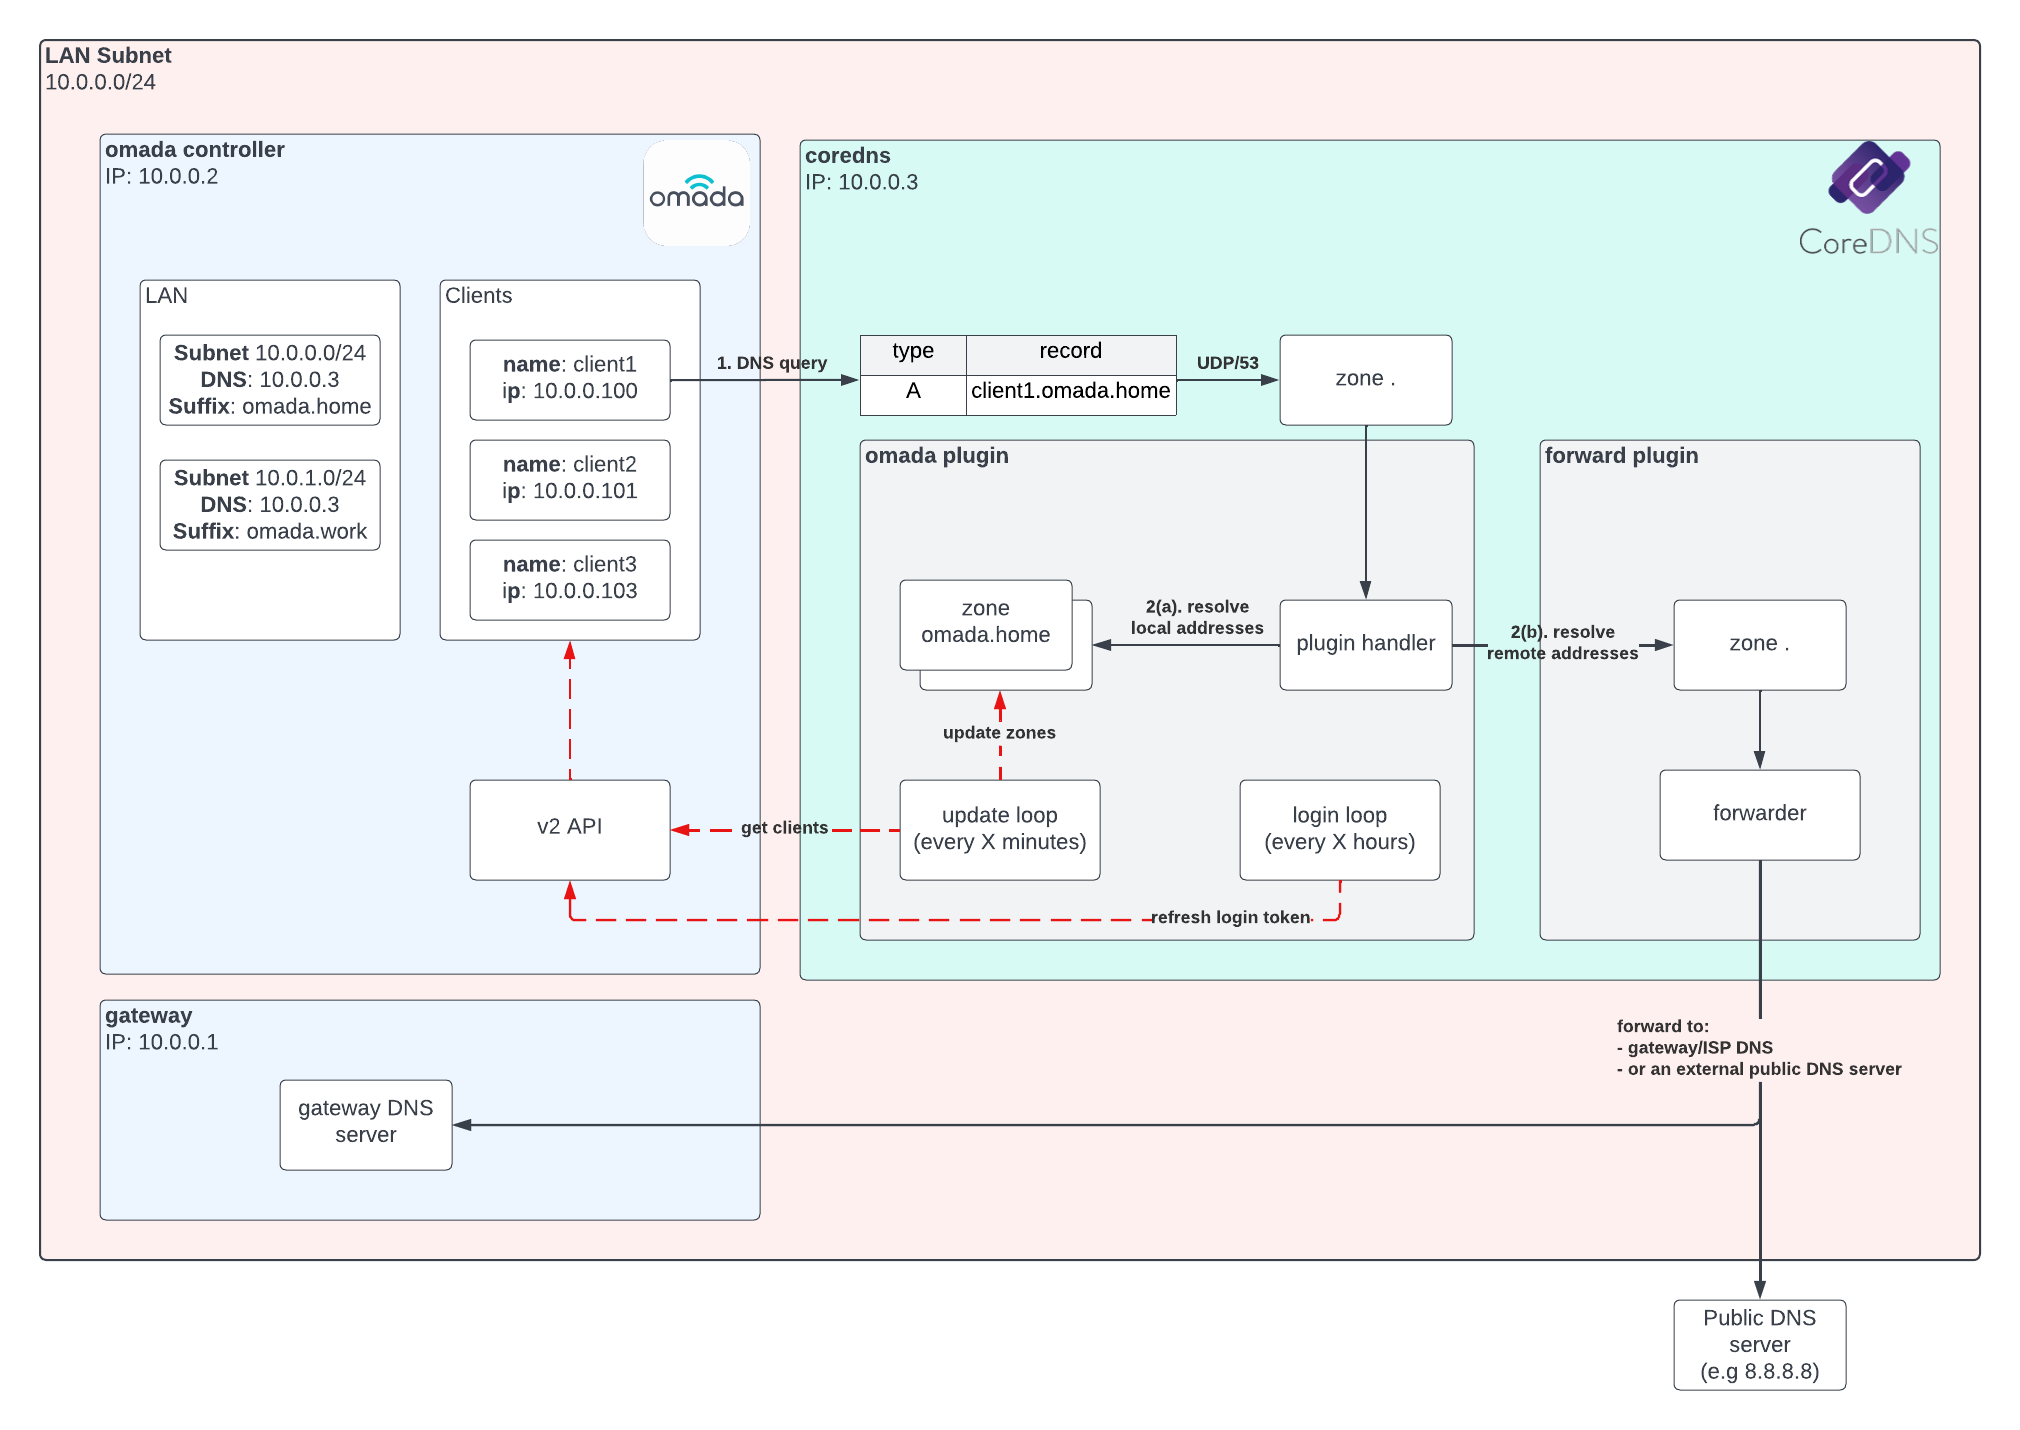 LAN Subnet
10.0.0.0/24
omada controller
IP: 10.0.0.2
omada
LAN
Subnet 10.0.0.0/24
DNS: 10.0.0.3
Suffix: omada.home
Subnet 10.0.1.0/24
DNS: 10.0.0.3
Suffix: omada.work
Clients
name: client1
ip: 10.0.0.100
name: client2
ip: 10.0.0.101
name: client3
ip: 10.0.0.103
v2 API
1. DNS query
coredns
IP: 10.0.0.3
CoreDNS
type record
A client1.omada.home
UDP/53
zone .
omada plugin
zone
omada.home
2(a). resolve
local addresses
plugin handler
update zones
update loop
(every X minutes)
login loop
(every X hours)
get clients
refresh login token
forward plugin
2(b). resolve
remote addresses
zone .
forwarder
gateway
IP: 10.0.0.1
gateway DNS
server
forward to:
- gateway/ISP DNS
- or an external public DNS server
Public DNS
server
(e.g 8.8.8.8)